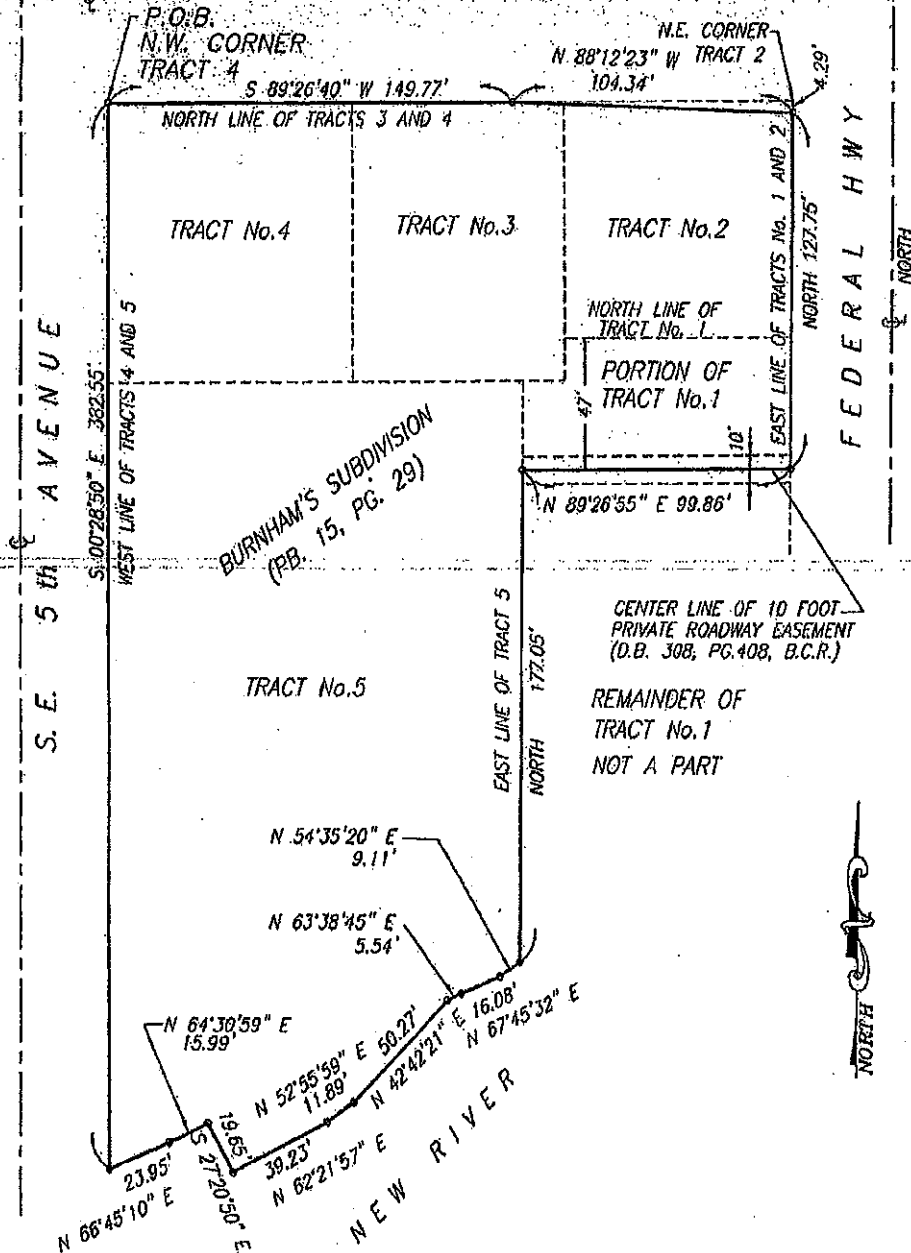 P.O.B.
N.W. CORNER
TRACT 4
S 89°26'40" W 149.77'
NORTH LINE OF TRACTS 3 AND 4
N.E. CORNER
TRACT 2
N 88°12'23" W
104.34'
4.29'
TRACT No.4
TRACT No.3
TRACT No.2
EAST LINE OF TRACTS No. 1 AND 2
NORTH 127.75'
FEDERAL HWY
NORTH
NORTH LINE OF
TRACT No. 1
PORTION OF
TRACT No.1
47'
10'
N 89°26'55" E 99.86'
S.E. 5th AVENUE
S 00°28'50" E 382.55'
WEST LINE OF TRACTS 4 AND 5
BURNHAM'S SUBDIVISION
(PB. 15, PG. 29)
CENTER LINE OF 10 FOOT
PRIVATE ROADWAY EASEMENT
(D.B. 308, PG.408, B.C.R.)
TRACT No.5
EAST LINE OF TRACT 5
NORTH 177.05'
REMAINDER OF
TRACT No.1
NOT A PART
N 54°35'20" E
9.11'
N 63°38'45" E
5.54'
N 64°30'59" E
15.99'
N 52°55'59" E
11.89'
50.27'
N 42°42'21" E
16.08'
N 67°45'32" E
19.65'
S 27°20'50" E
39.23'
N 62°21'57" E
23.95'
N 66°45'10" E
NEW RIVER
NORTH